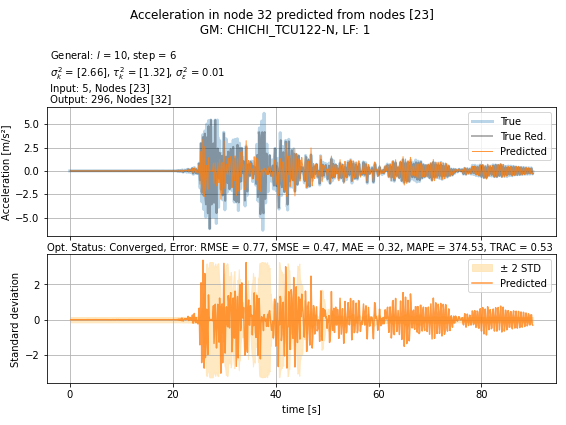 Acceleration in node 32 predicted from nodes [23]
GM: CHICHI_TCU122-N, LF: 1
General: l = 10, step = 6
σ²ₖ = [2.66], τ²ₖ = [1.32], σ²ε = 0.01
Input: 5, Nodes [23]
Output: 296, Nodes [32]
Acceleration [m/s²]
5.0
2.5
0.0
−2.5
−5.0
True
True Red.
Predicted
Opt. Status: Converged, Error: RMSE = 0.77, SMSE = 0.47, MAE = 0.32, MAPE = 374.53, TRAC = 0.53
Standard deviation
2
0
−2
± 2 STD
Predicted
0
20
40
60
80
time [s]